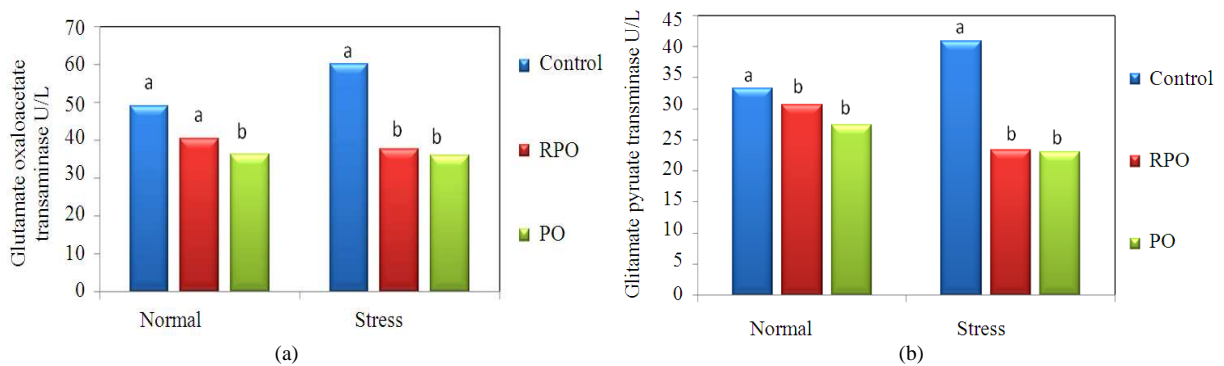 Glutamate oxaloacetate
transaminase U/L
70
60
50
40
30
20
10
0
a
a
b
a
b
b
Normal
Stress
Control
RPO
PO
(a)
Glitamate pyruate transminase U/L
45
40
35
30
25
20
15
10
5
0
a
b
b
a
b
b
Normal
Stress
Control
RPO
PO
(b)